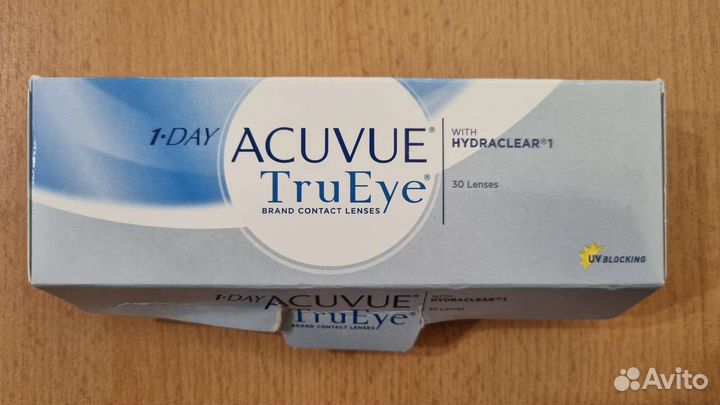 1·DAY ACUVUE®
TruEye®
BRAND CONTACT LENSES
WITH
HYDRACLEAR®1
30 Lenses
UV BLOCKING
1·DAY ACUVUE®
TruEye®
BRAND CONTACT LENSES
WITH
HYDRACLEAR®1
30 Lenses
Avito